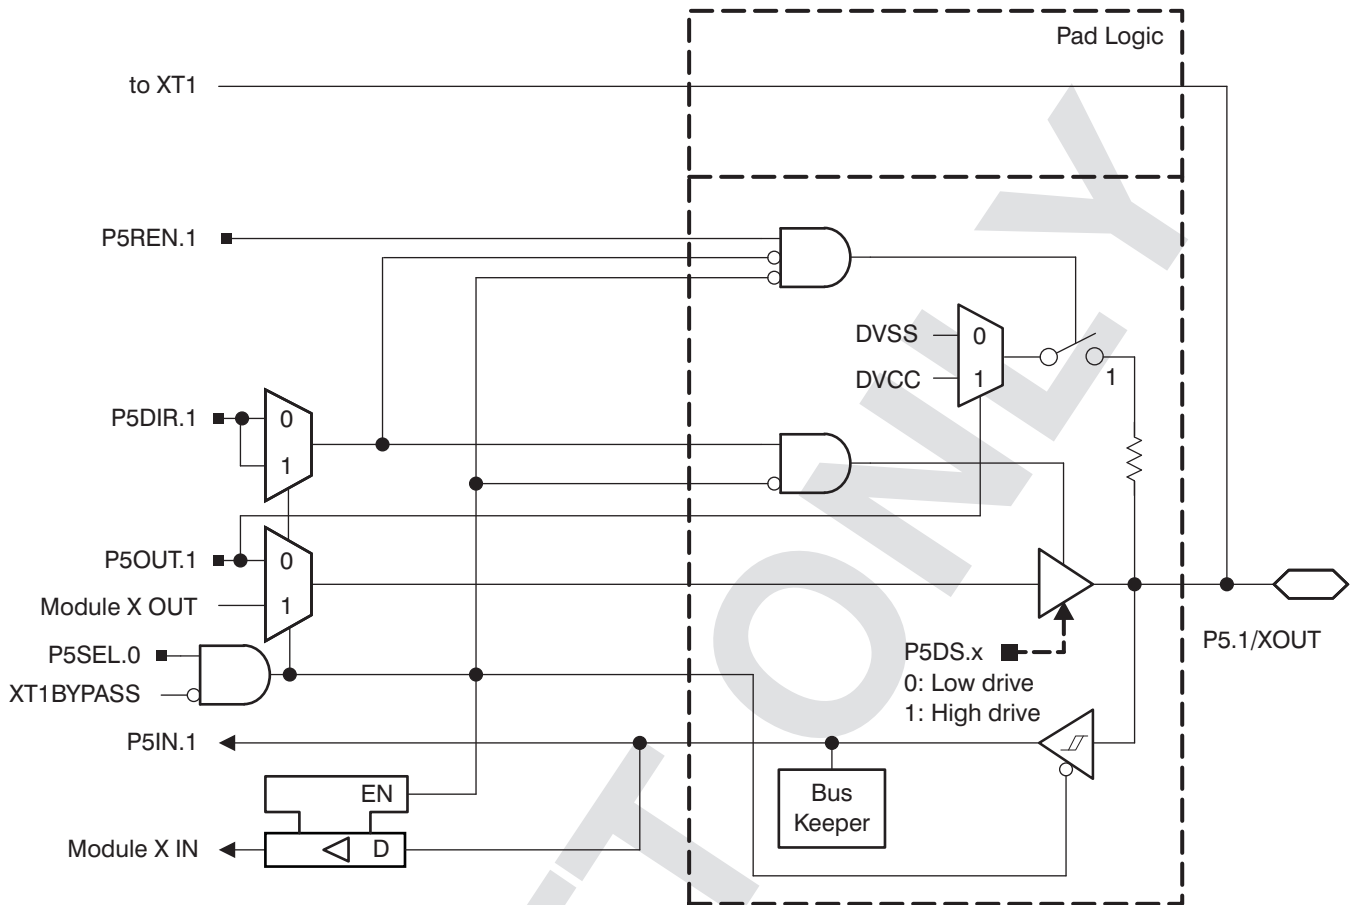 Pad Logic
to XT1
P5REN.1
DVSS
0
DVCC
1
1
P5DIR.1
0
1
P5OUT.1
0
Module X OUT
1
P5SEL.0
XT1BYPASS
P5DS.x
0: Low drive
1: High drive
P5.1/XOUT
P5IN.1
Bus
Keeper
EN
Module X IN
D
T ONLY